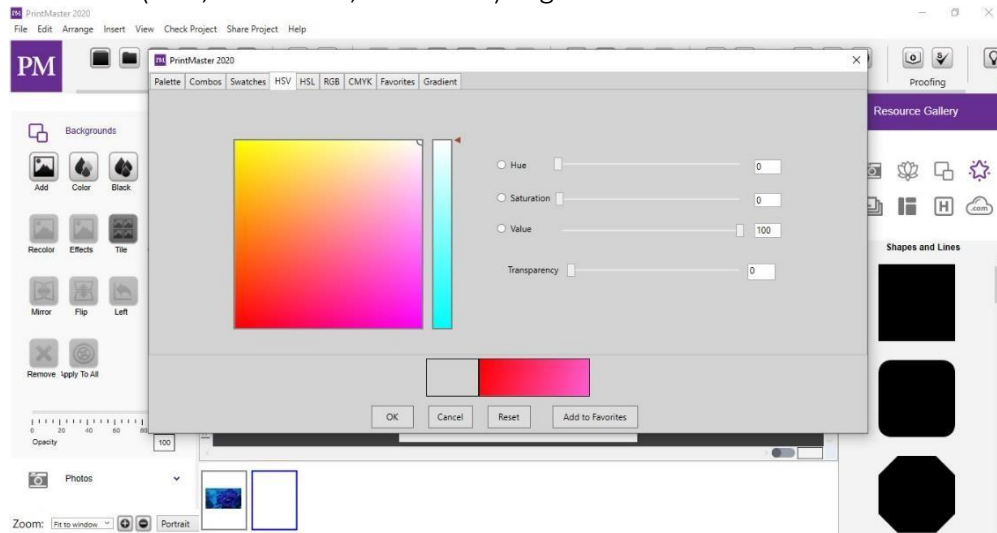 PrintMaster 2020
File Edit Arrange Insert View Check Project Share Project Help
PM
Proofing
PrintMaster 2020
Palette Combos Swatches HSV HSL RGB CMYK Favorites Gradient
Resource Gallery
Backgrounds
Add Color Black
Hue 0
Saturation 0
Value 100
Transparency 0
H .com
Recolor Effects Tile
Shapes and Lines
Mirror Flip Left
Remove Apply To All
OK Cancel Reset Add to Favorites
0 20 40 60 80
Opacity 100
Photos
Zoom: Fit to window Portrait